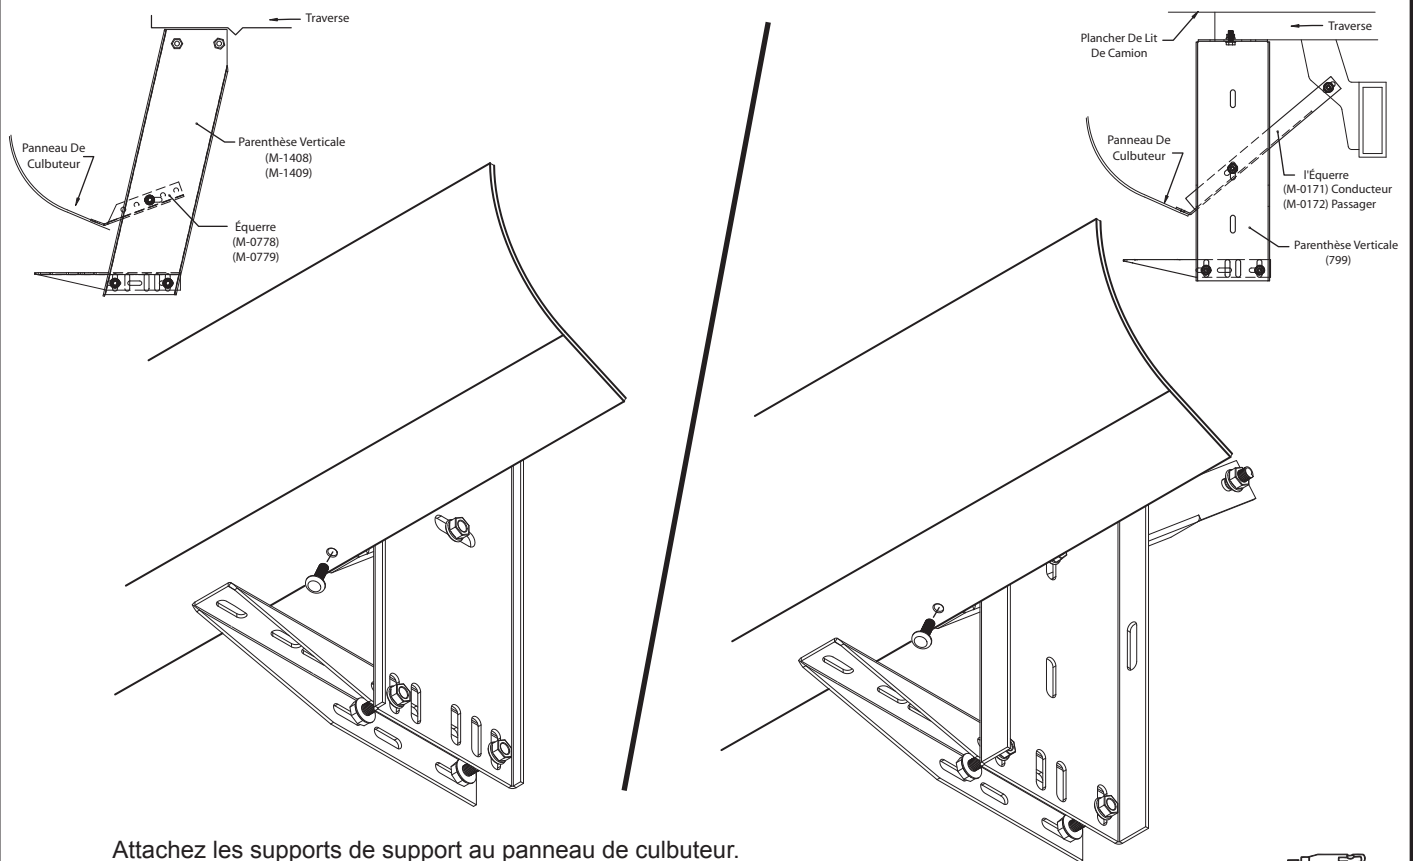 Traverse
Parenthèse Verticale
(M-1408)
(M-1409)
Panneau De
Culbuteur
Équerre
(M-0778)
(M-0779)
Plancher De Lit
De Camion
Traverse
Panneau De
Culbuteur
l'Équerre
(M-0171) Conducteur
(M-0172) Passager
Parenthèse Verticale
(799)
Attachez les supports de support au panneau de culbuteur.